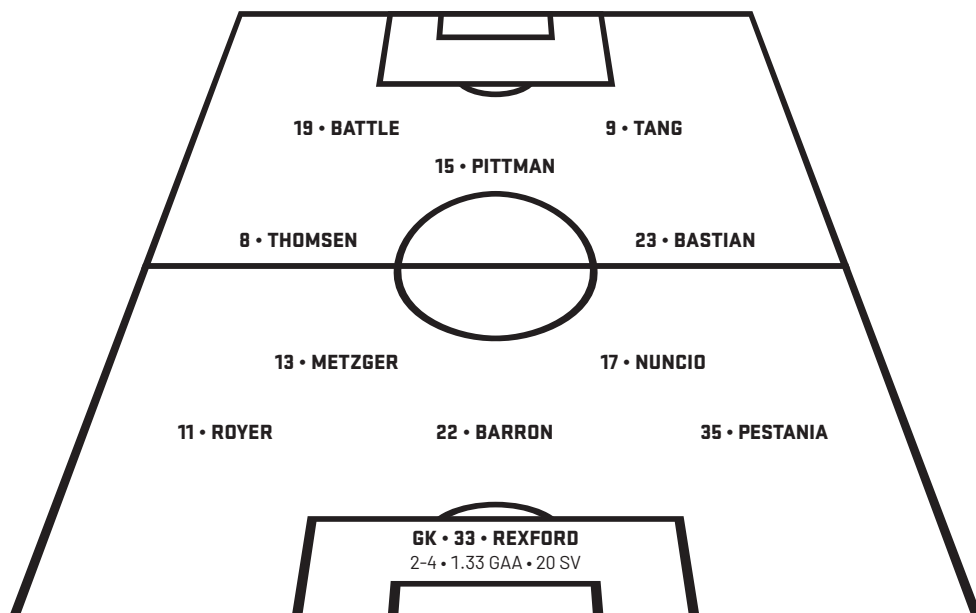 19 • BATTLE
9 • TANG
15 • PITTMAN
8 • THOMSEN
23 • BASTIAN
13 • METZGER
17 • NUNCIO
11 • ROYER
22 • BARRON
35 • PESTANIA
GK • 33 • REXFORD
2-4 • 1.33 GAA • 20 SV